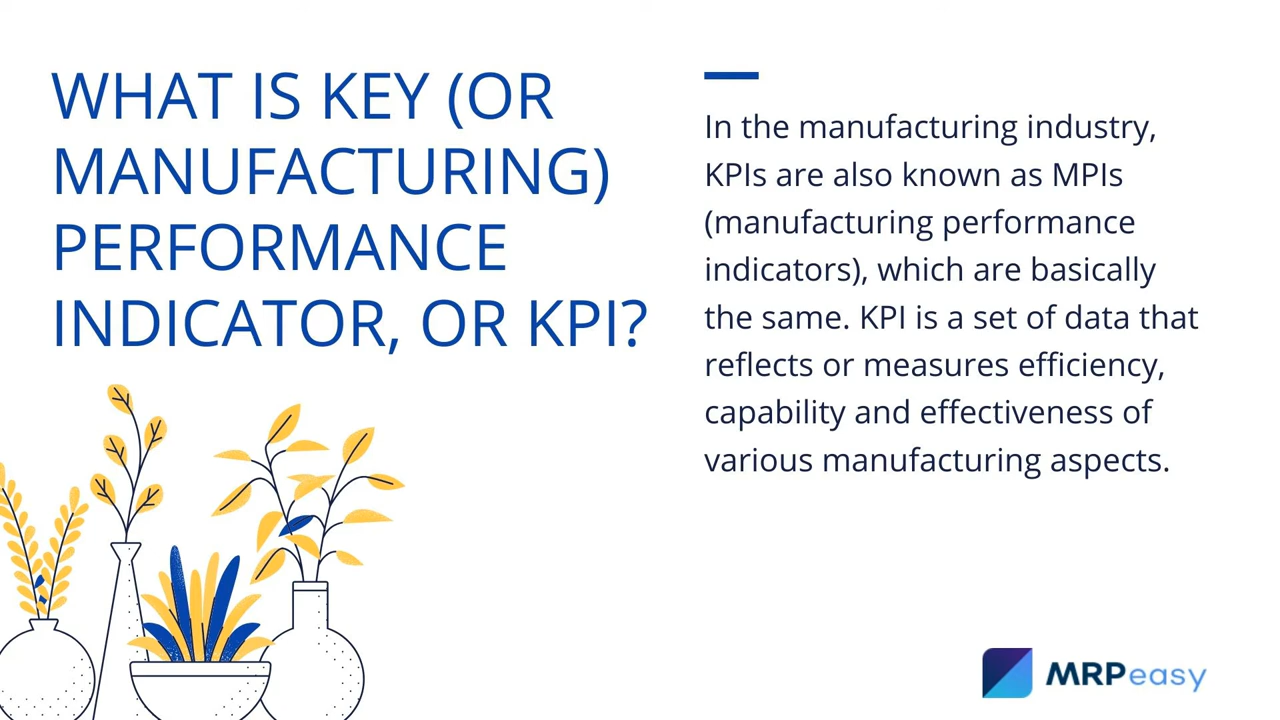 WHAT IS KEY (OR
MANUFACTURING)
PERFORMANCE
INDICATOR, OR KPI?
In the manufacturing industry,
KPIs are also known as MPIs
(manufacturing performance
indicators), which are basically
the same. KPI is a set of data that
reflects or measures efficiency,
capability and effectiveness of
various manufacturing aspects.
MRPeasy